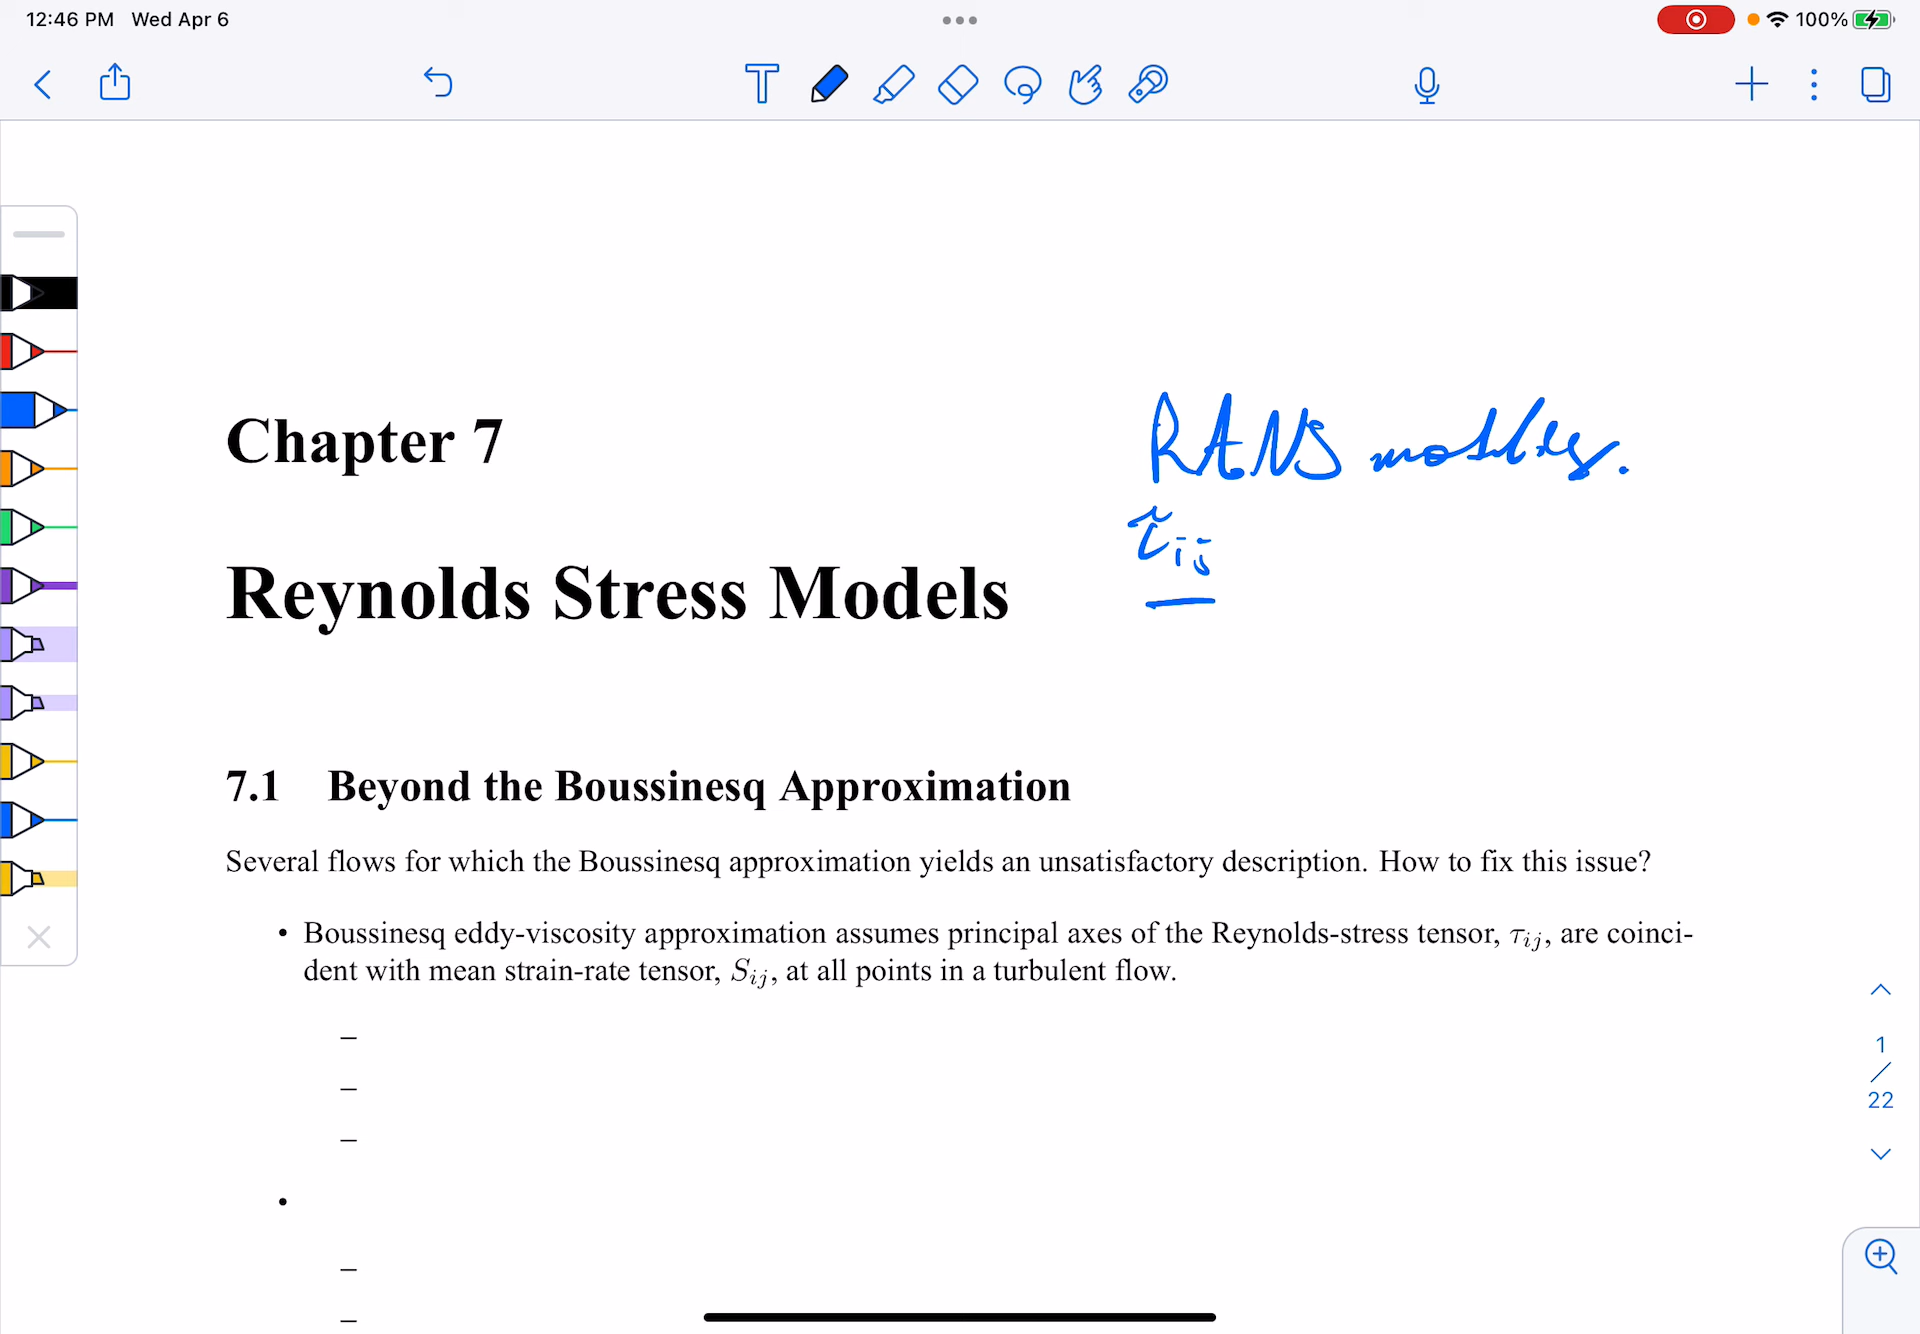 12:46 PM Wed Apr 6
100%
Chapter 7
RANS models.
τij
Reynolds Stress Models
7.1 Beyond the Boussinesq Approximation
Several flows for which the Boussinesq approximation yields an unsatisfactory description. How to fix this issue?
• Boussinesq eddy-viscosity approximation assumes principal axes of the Reynolds-stress tensor, τij, are coinci-
dent with mean strain-rate tensor, Sij, at all points in a turbulent flow.
–
–
–
•
–
–
1
/
22